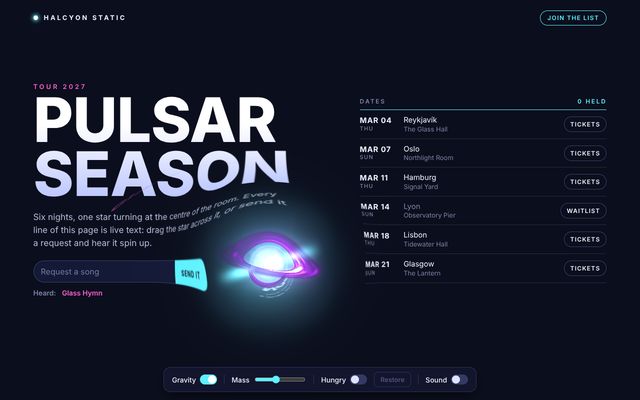 HALCYON STATIC
JOIN THE LIST
TOUR 2027
PULSAR
SEASON
Six nights, one star turning at the centre of the room. Every
line of this page is live text: drag the star across it, or send it
a request and hear it spin up.
Request a song
SEND IT
Heard: Glass Hymn
DATES
0 HELD
MAR 04 Reykjavík TICKETS
THU The Glass Hall
MAR 07 Oslo TICKETS
SUN Northlight Room
MAR 11 Hamburg TICKETS
THU Signal Yard
MAR 14 Lyon WAITLIST
SUN Observatory Pier
MAR 18 Lisbon TICKETS
THU Tidewater Hall
MAR 21 Glasgow TICKETS
SUN The Lantern
Gravity Mass Hungry Restore Sound